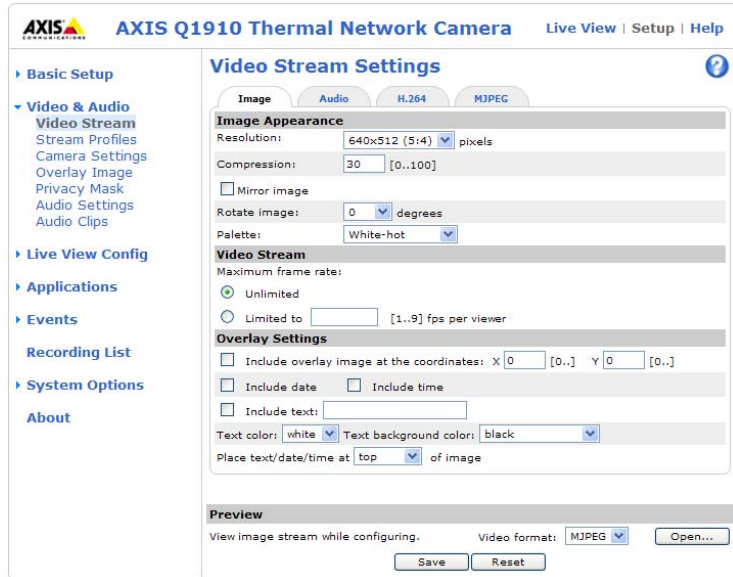 AXIS COMMUNICATIONS
AXIS Q1910 Thermal Network Camera
Live View | Setup | Help
Basic Setup
Video & Audio
Video Stream
Stream Profiles
Camera Settings
Overlay Image
Privacy Mask
Audio Settings
Audio Clips
Live View Config
Applications
Events
Recording List
System Options
About
Video Stream Settings
?
Image Audio H.264 MJPEG
Image Appearance
Resolution: 640x512 (5:4) pixels
Compression: 30 [0..100]
Mirror image
Rotate image: 0 degrees
Palette: White-hot
Video Stream
Maximum frame rate:
Unlimited
Limited to [1..9] fps per viewer
Overlay Settings
Include overlay image at the coordinates: X 0 [0..] Y 0 [0..]
Include date Include time
Include text:
Text color: white Text background color: black
Place text/date/time at top of image
Preview
View image stream while configuring. Video format: MJPEG Open...
Save Reset